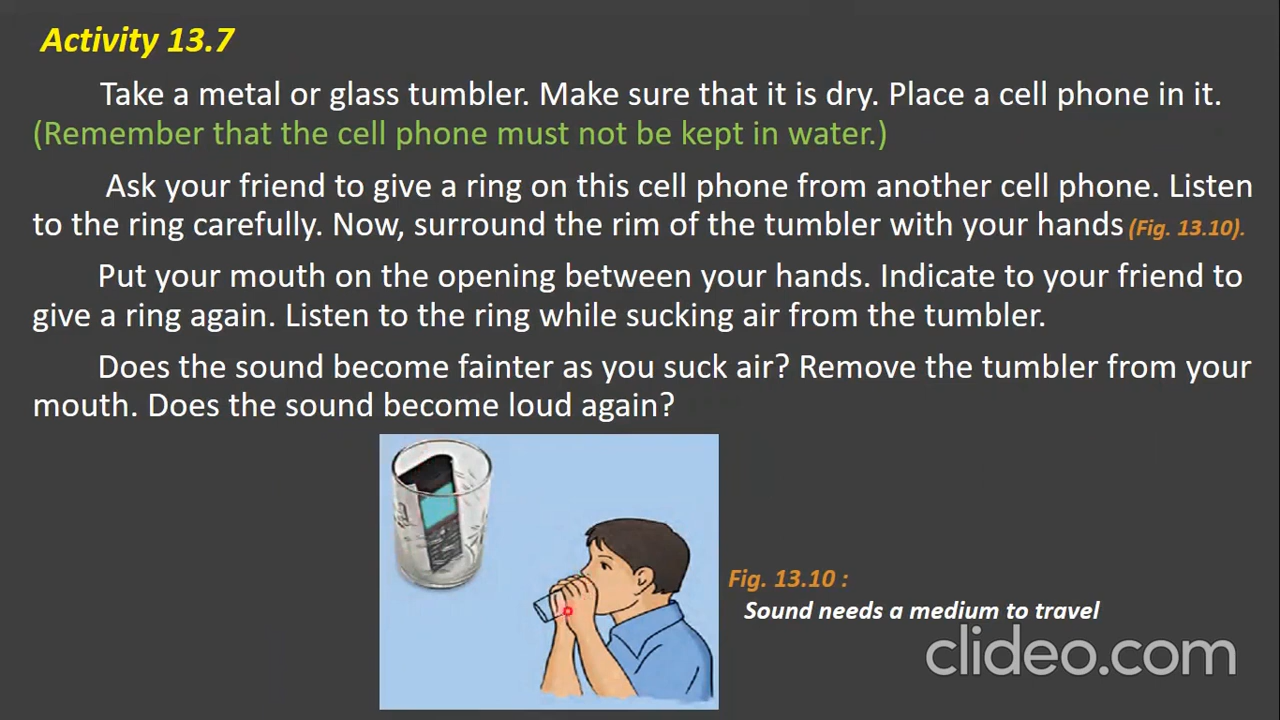 Activity 13.7
Take a metal or glass tumbler. Make sure that it is dry. Place a cell phone in it.
(Remember that the cell phone must not be kept in water.)
Ask your friend to give a ring on this cell phone from another cell phone. Listen
to the ring carefully. Now, surround the rim of the tumbler with your hands (Fig. 13.10).
Put your mouth on the opening between your hands. Indicate to your friend to
give a ring again. Listen to the ring while sucking air from the tumbler.
Does the sound become fainter as you suck air? Remove the tumbler from your
mouth. Does the sound become loud again?
Fig. 13.10 :
Sound needs a medium to travel
clideo.com